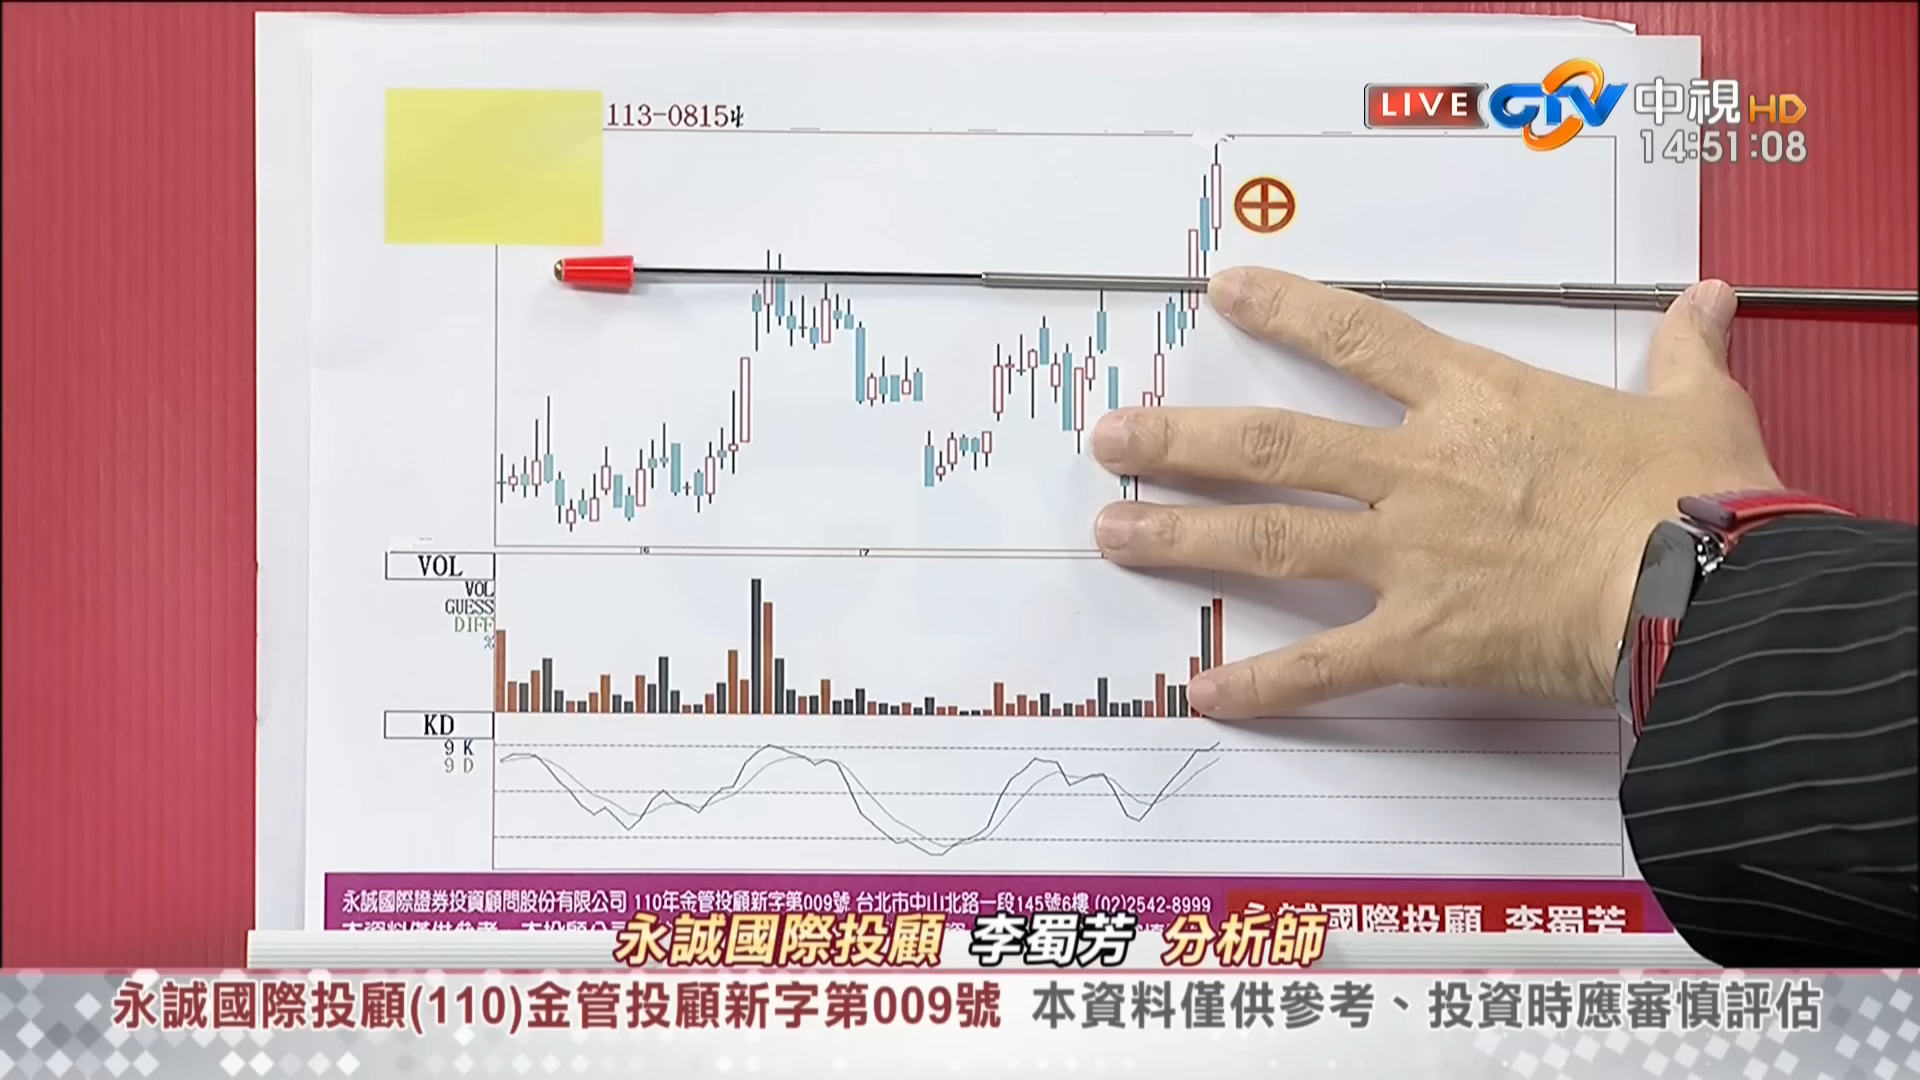 113-0815
LIVE CTV 中視 HD
14:51:08
6
7
VOL
VOL
GUESS
DIFF
%
KD
9 K
9 D
永誠國際證券投資顧問股份有限公司 110年金管投顧新字第009號 台北市中山北路一段145號6樓 (02)2542-8999
永誠國際投顧 李蜀芳
永誠國際投顧 李蜀芳 分析師
永誠國際投顧(110)金管投顧新字第009號 本資料僅供參考、投資時應審慎評估